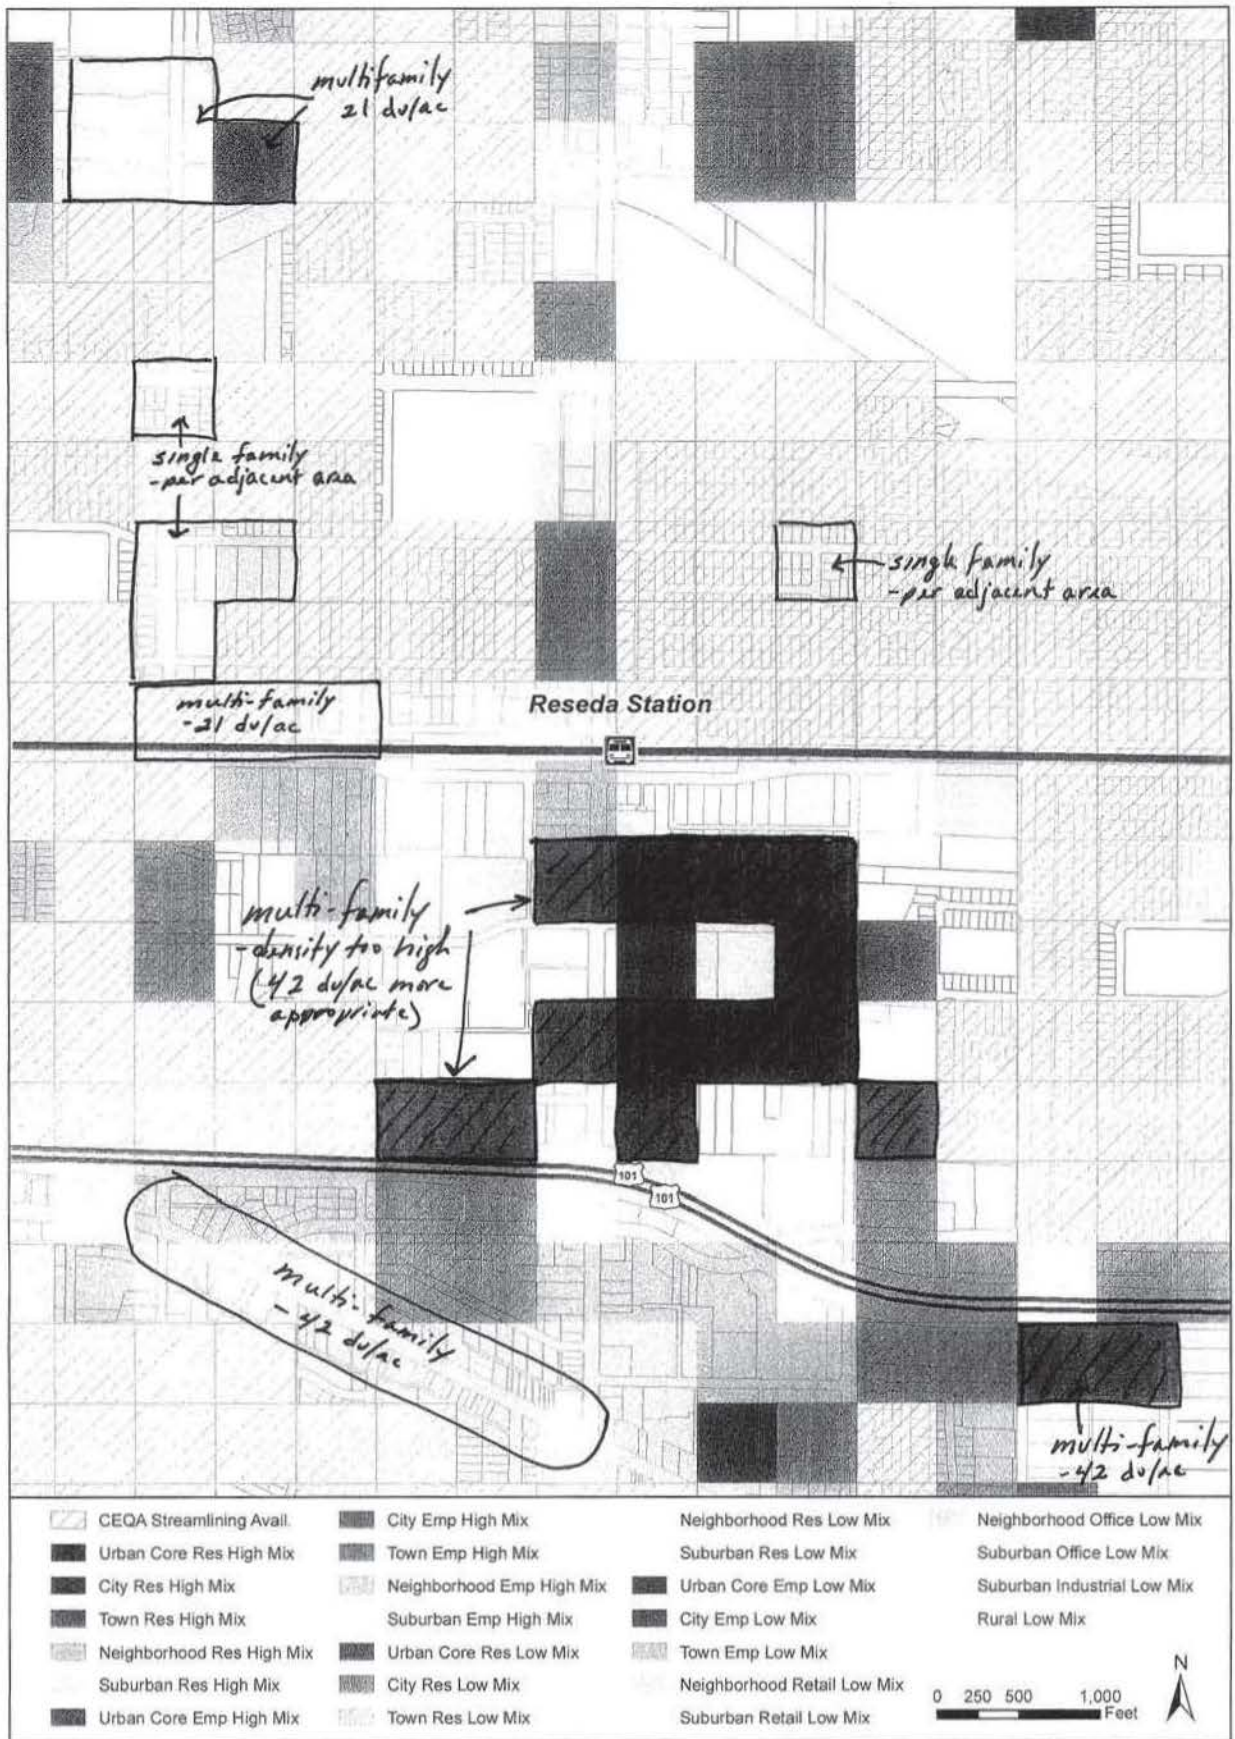 multifamily
21 du/ac
single family
-per adjacent area
single family
-per adjacent area
multi-family
-21 du/ac
Reseda Station
multi-family
-density too high
(42 du/ac more
appropriate)
101
101
multi-family
-42 du/ac
multi-family
-42 du/ac
CEQA Streamlining Avail.
Urban Core Res High Mix
City Res High Mix
Town Res High Mix
Neighborhood Res High Mix
Suburban Res High Mix
Urban Core Emp High Mix
City Emp High Mix
Town Emp High Mix
Neighborhood Emp High Mix
Suburban Emp High Mix
Urban Core Res Low Mix
City Res Low Mix
Town Res Low Mix
Neighborhood Res Low Mix
Suburban Res Low Mix
Urban Core Emp Low Mix
City Emp Low Mix
Town Emp Low Mix
Neighborhood Retail Low Mix
Suburban Retail Low Mix
Neighborhood Office Low Mix
Suburban Office Low Mix
Suburban Industrial Low Mix
Rural Low Mix
N
0 250 500 1,000
Feet